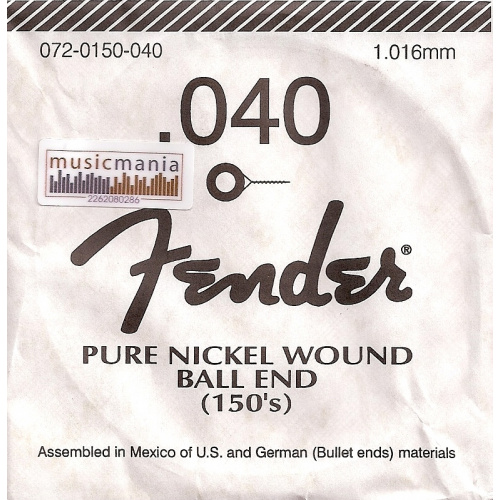 072-0150-040 1.016mm
.040
musicmania
2262080286
Fender®
PURE NICKEL WOUND
BALL END
(150's)
Assembled in Mexico of U.S. and German (Bullet ends) materials